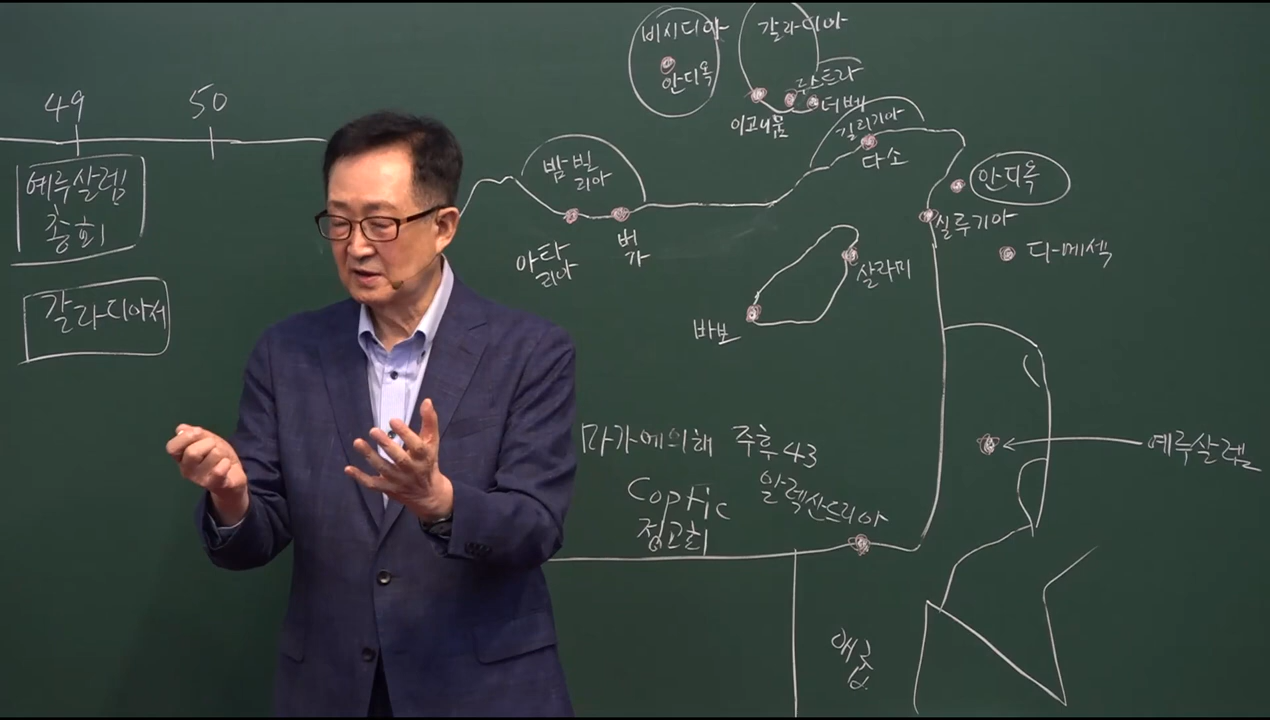 49
50
예루살렘
총회
갈라디아서
비시디아
안디옥
갈라디아
루스트라
더베
이고니움
길리기아
다소
밤빌
리아
버
가
아탈
리아
안디옥
실루기아
다메섹
살라미
바보
마가에의해 주후 43
Coptic
정교회
알렉산드리아
예루살렘
애굽